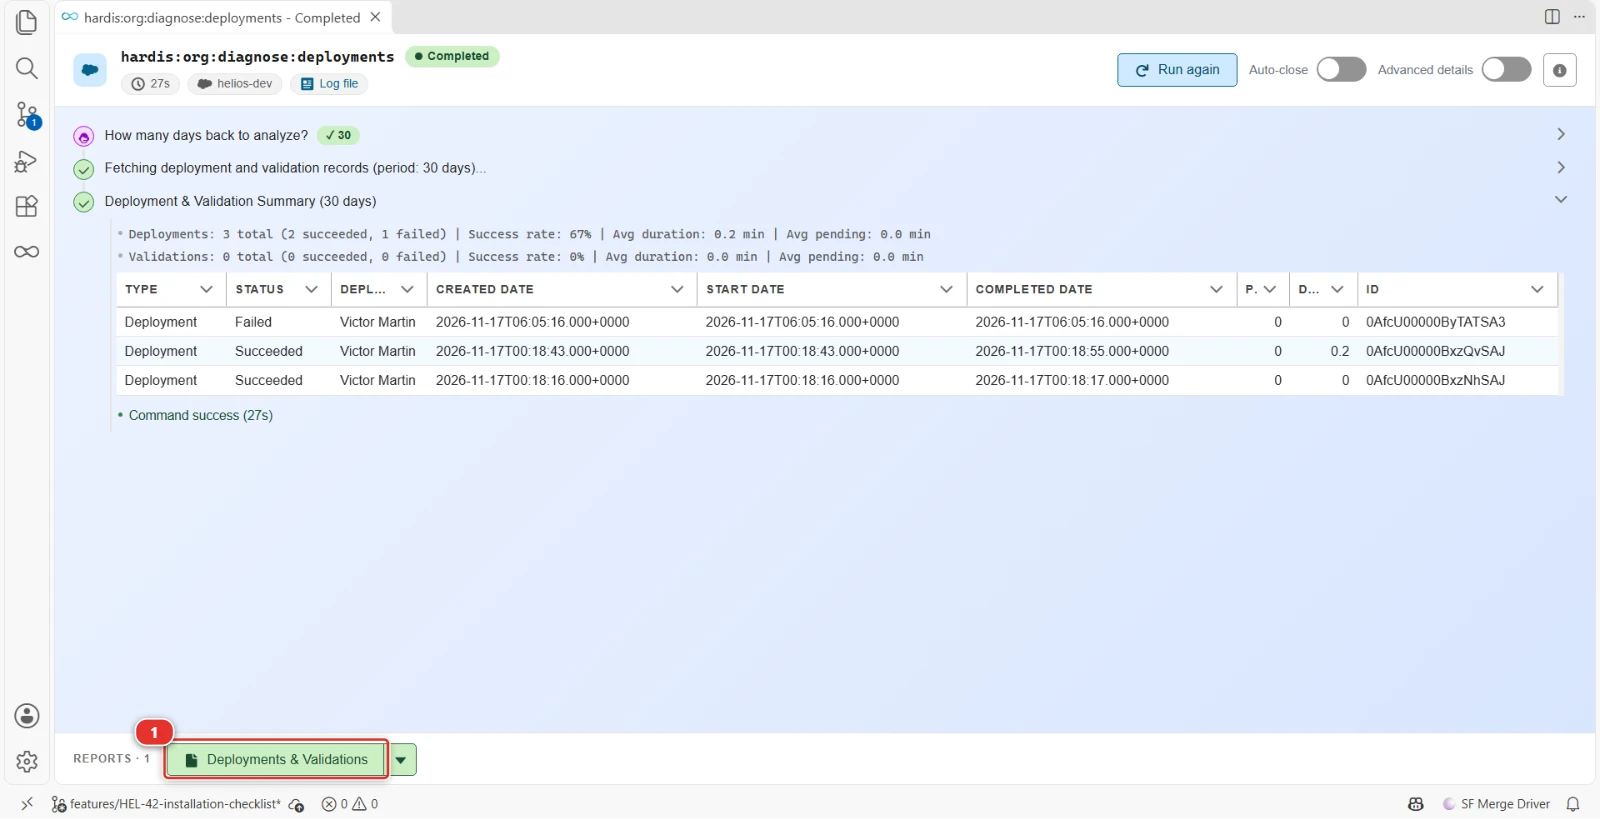 hardis:org:diagnose:deployments - Completed
hardis:org:diagnose:deployments
Completed
27s
helios-dev
Log file
Run again
Auto-close
Advanced details
1
How many days back to analyze?
✓ 30
Fetching deployment and validation records (period: 30 days)...
Deployment & Validation Summary (30 days)
Deployments: 3 total (2 succeeded, 1 failed) | Success rate: 67% | Avg duration: 0.2 min | Avg pending: 0.0 min
Validations: 0 total (0 succeeded, 0 failed) | Success rate: 0% | Avg duration: 0.0 min | Avg pending: 0.0 min
TYPE STATUS DEPL... CREATED DATE START DATE COMPLETED DATE P. D... ID
Deployment Failed Victor Martin 2026-11-17T06:05:16.000+0000 2026-11-17T06:05:16.000+0000 2026-11-17T06:05:16.000+0000 0 0 0AfcU00000ByTATSA3
Deployment Succeeded Victor Martin 2026-11-17T00:18:43.000+0000 2026-11-17T00:18:43.000+0000 2026-11-17T00:18:55.000+0000 0 0.2 0AfcU00000BxzQvSAJ
Deployment Succeeded Victor Martin 2026-11-17T00:18:16.000+0000 2026-11-17T00:18:16.000+0000 2026-11-17T00:18:17.000+0000 0 0 0AfcU00000BxzNhSAJ
Command success (27s)
1
REPORTS · 1
Deployments & Validations
features/HEL-42-installation-checklist*
0 0
SF Merge Driver